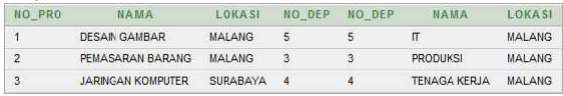 NO_PRO NAMA LOKASI NO_DEP NO_DEP NAMA LOKASI
1 DESAIN GAMBAR MALANG 5 5 IT MALANG
2 PEMASARAN BARANG MALANG 3 3 PRODUKSI MALANG
3 JARINGAN KOMPUTER SURABAYA 4 4 TENAGA KERJA MALANG